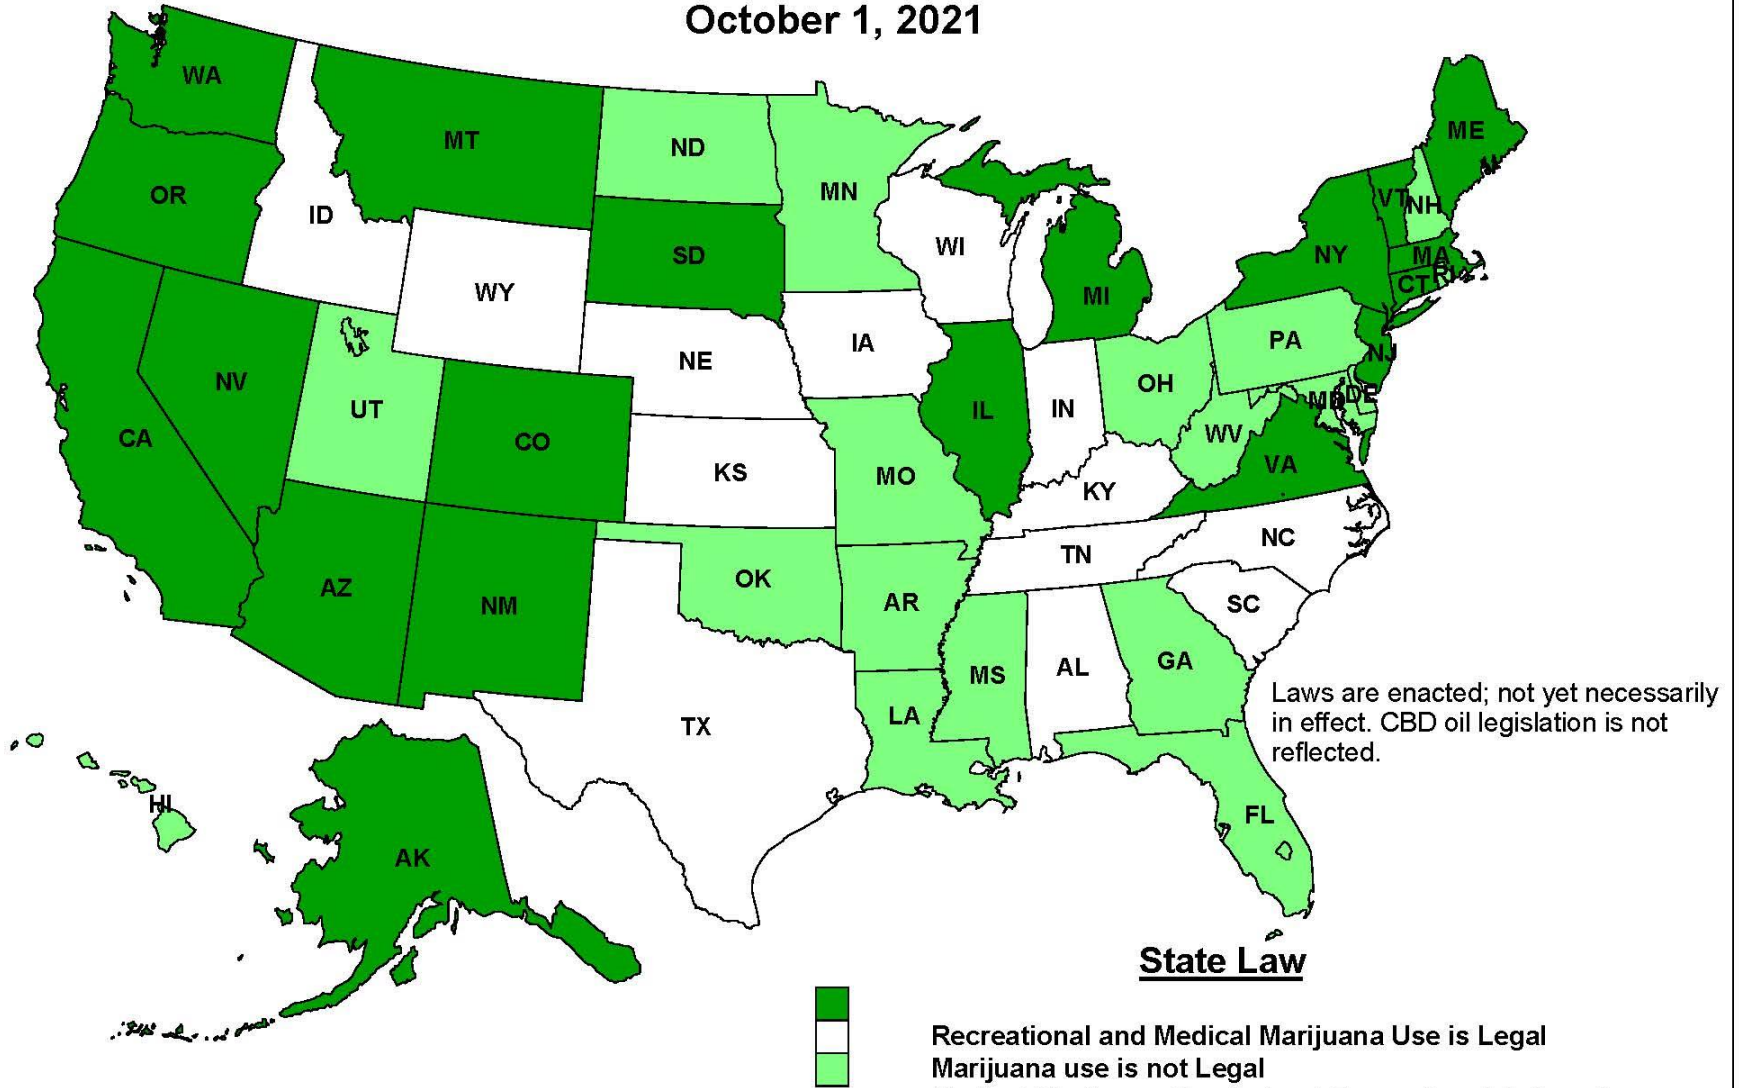 October 1, 2021
WA
MT
ND
MN
ME
OR
ID
SD
WI
VT
NH
WY
MI
NY
MA
RI
CT
NE
IA
PA
NV
UT
CO
IL
IN
OH
NJ
CA
KS
MO
WV
MD
DE
KY
VA
AZ
NM
OK
AR
TN
NC
SC
TX
LA
MS
AL
GA
Laws are enacted; not yet necessarily
in effect. CBD oil legislation is not
reflected.
HI
AK
FL
State Law
Recreational and Medical Marijuana Use is Legal
Marijuana use is not Legal